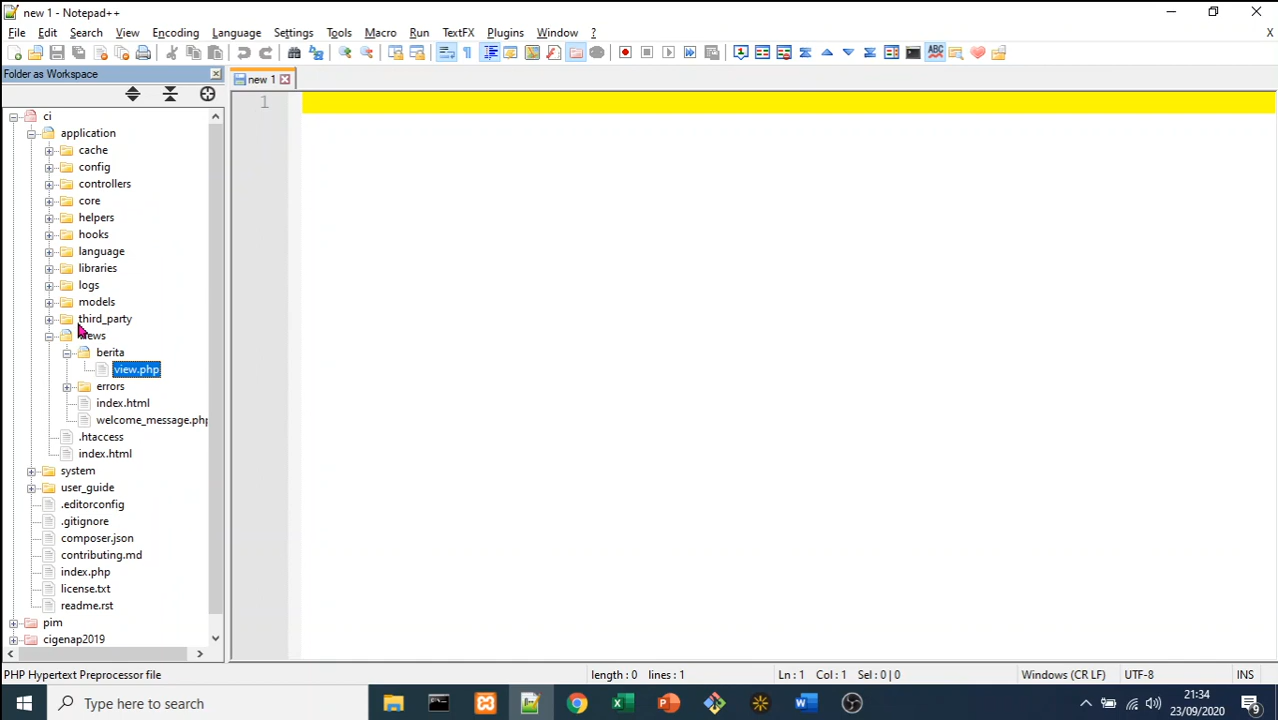 new 1 - Notepad++
File Edit Search View Encoding Language Settings Tools Macro Run TextFX Plugins Window ? X
ABC
Folder as Workspace
new 1
1
ci
application
cache
config
controllers
core
helpers
hooks
language
libraries
logs
models
third_party
views
berita
view.php
errors
index.html
welcome_message.php
.htaccess
index.html
system
user_guide
.editorconfig
.gitignore
composer.json
contributing.md
index.php
license.txt
readme.rst
pim
cigenap2019
PHP Hypertext Preprocessor file length : 0 lines : 1 Ln : 1 Col : 1 Sel : 0 | 0 Windows (CR LF) UTF-8 INS
Type here to search
21:34
23/09/2020
9